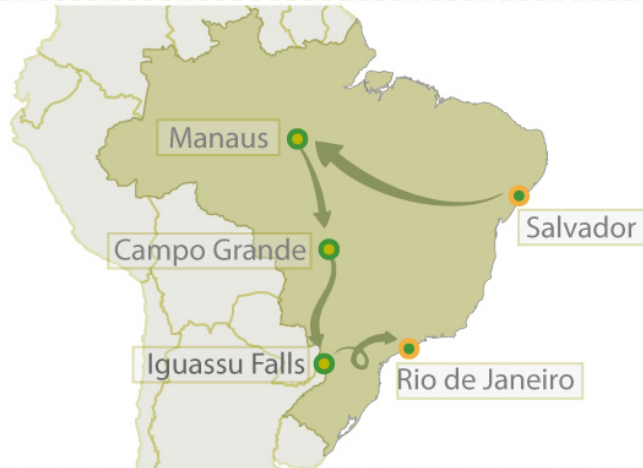 Manaus
Salvador
Campo Grande
Iguassu Falls
Rio de Janeiro